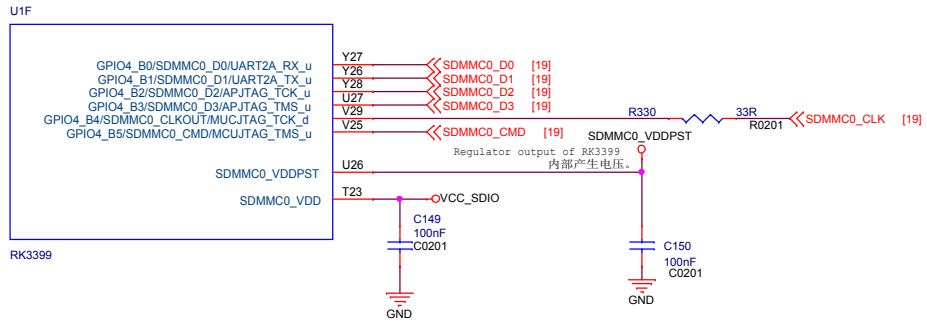 U1F
GPIO4_B0/SDMMC0_D0/UART2A_RX_u Y27 SDMMC0_D0 [19]
GPIO4_B1/SDMMC0_D1/UART2A_TX_u Y26 SDMMC0_D1 [19]
GPIO4_B2/SDMMC0_D2/APJTAG_TCK_u Y28 SDMMC0_D2 [19]
GPIO4_B3/SDMMC0_D3/APJTAG_TMS_u U27 SDMMC0_D3 [19]
GPIO4_B4/SDMMC0_CLKOUT/MUCJTAG_TCK_d V29 R330 33R R0201 SDMMC0_CLK [19]
GPIO4_B5/SDMMC0_CMD/MCUJTAG_TMS_u V25 SDMMC0_CMD [19]
SDMMC0_VDDPST
Regulator output of RK3399
内部产生电压。
SDMMC0_VDDPST U26
SDMMC0_VDD T23 VCC_SDIO
C149
100nF
C0201
GND
C150
100nF
C0201
GND
RK3399